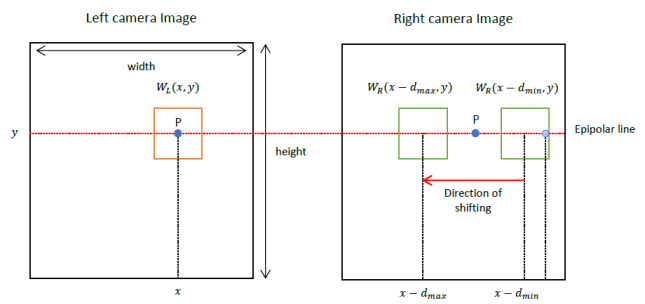 Left camera Image
Right camera Image
width
W_L(x, y)
W_R(x − d_max, y)
W_R(x − d_min, y)
P
P
y
Epipolar line
height
Direction of
shifting
x
x − d_max
x − d_min